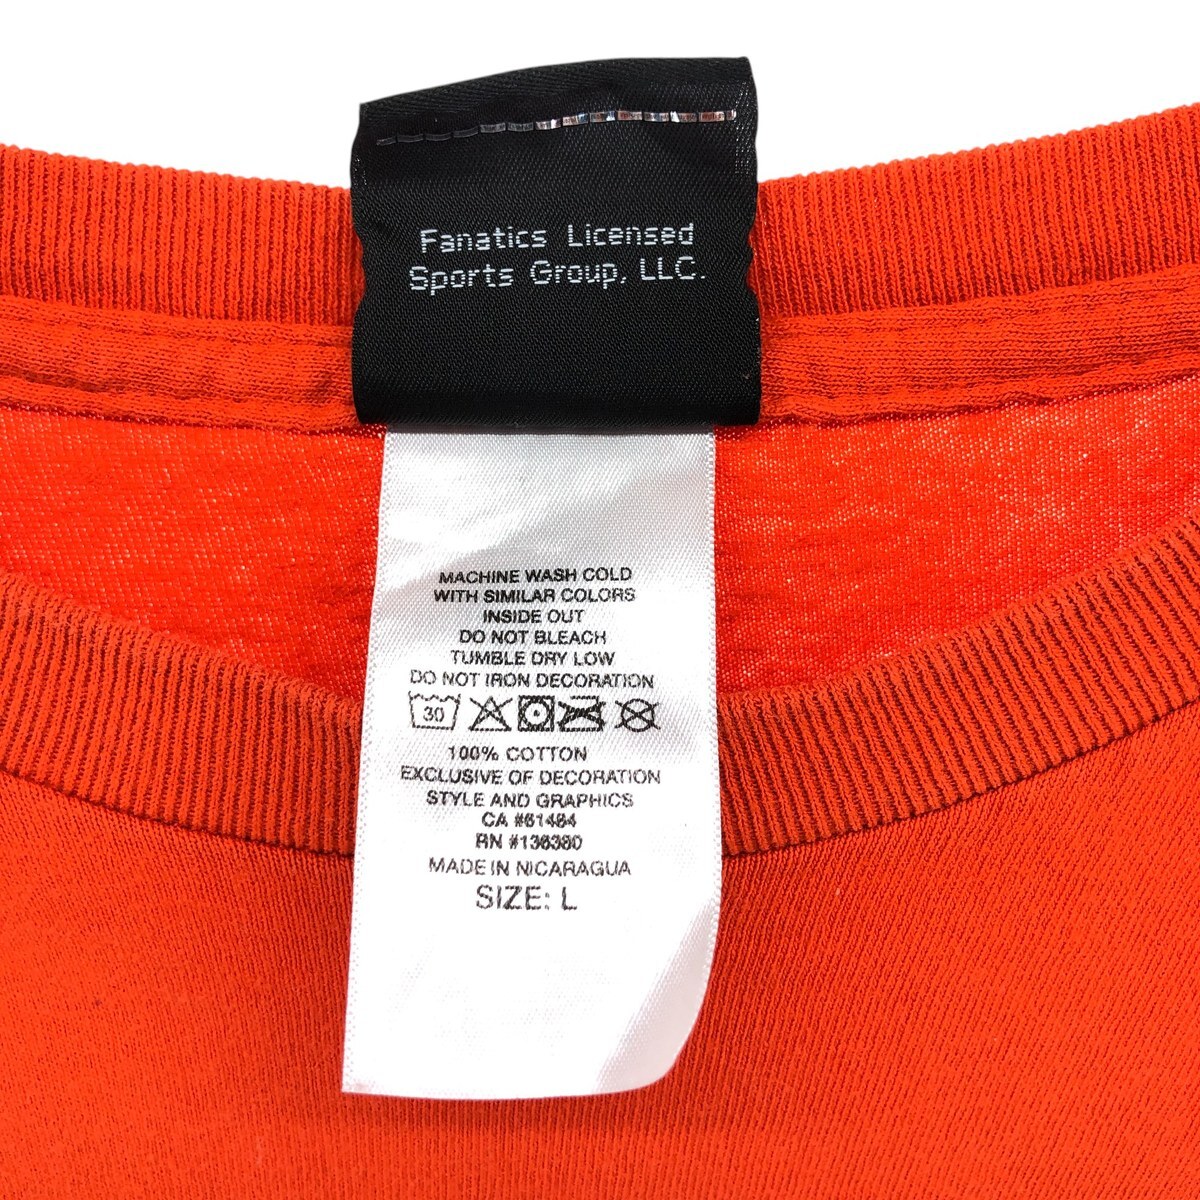 Fanatics Licensed
Sports Group, LLC.
MACHINE WASH COLD
WITH SIMILAR COLORS
INSIDE OUT
DO NOT BLEACH
TUMBLE DRY LOW
DO NOT IRON DECORATION
30
100% COTTON
EXCLUSIVE OF DECORATION
STYLE AND GRAPHICS
CA #61484
RN #136380
MADE IN NICARAGUA
SIZE: L